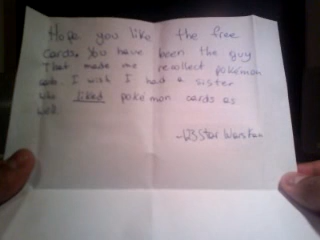 Hope you like the free
cards. You have been the guy
That made me recollect pokémon
cards. I wish I had a sister
who liked pokémon cards as
well